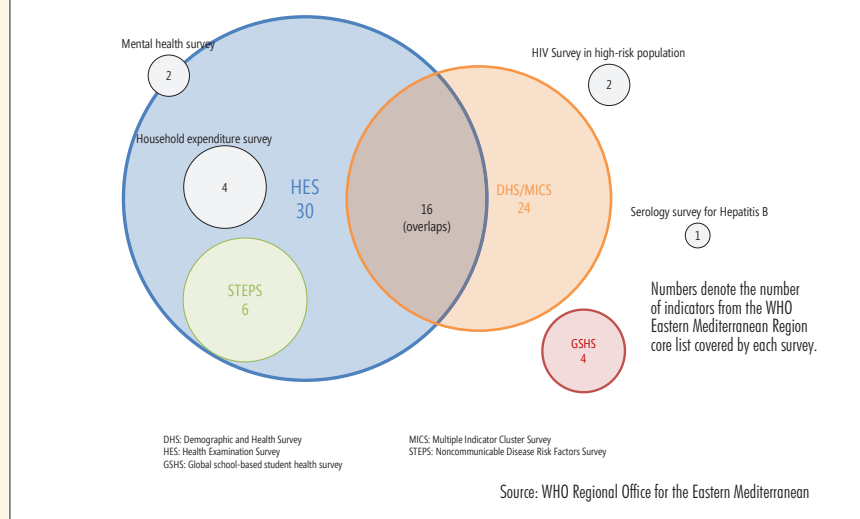 Mental health survey
2
HIV Survey in high-risk population
2
Household expenditure survey
4
HES
30
DHS/MICS
24
16
(overlaps)
Serology survey for Hepatitis B
1
STEPS
6
Numbers denote the number
of indicators from the WHO
Eastern Mediterranean Region
core list covered by each survey.
GSHS
4
DHS: Demographic and Health Survey
HES: Health Examination Survey
GSHS: Global school-based student health survey
MICS: Multiple Indicator Cluster Survey
STEPS: Noncommunicable Disease Risk Factors Survey
Source: WHO Regional Office for the Eastern Mediterranean